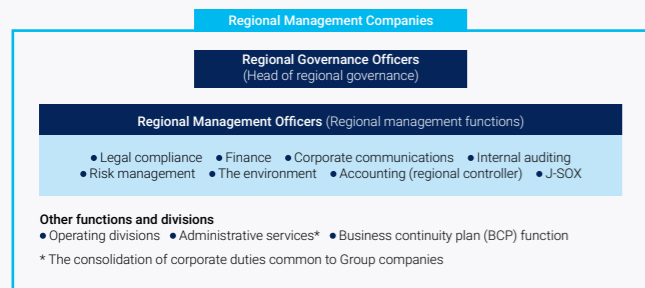 Regional Management Companies
Regional Governance Officers
(Head of regional governance)
Regional Management Officers (Regional management functions)
● Legal compliance ● Finance ● Corporate communications ● Internal auditing
● Risk management ● The environment ● Accounting (regional controller) ● J-SOX
Other functions and divisions
● Operating divisions ● Administrative services* ● Business continuity plan (BCP) function
* The consolidation of corporate duties common to Group companies